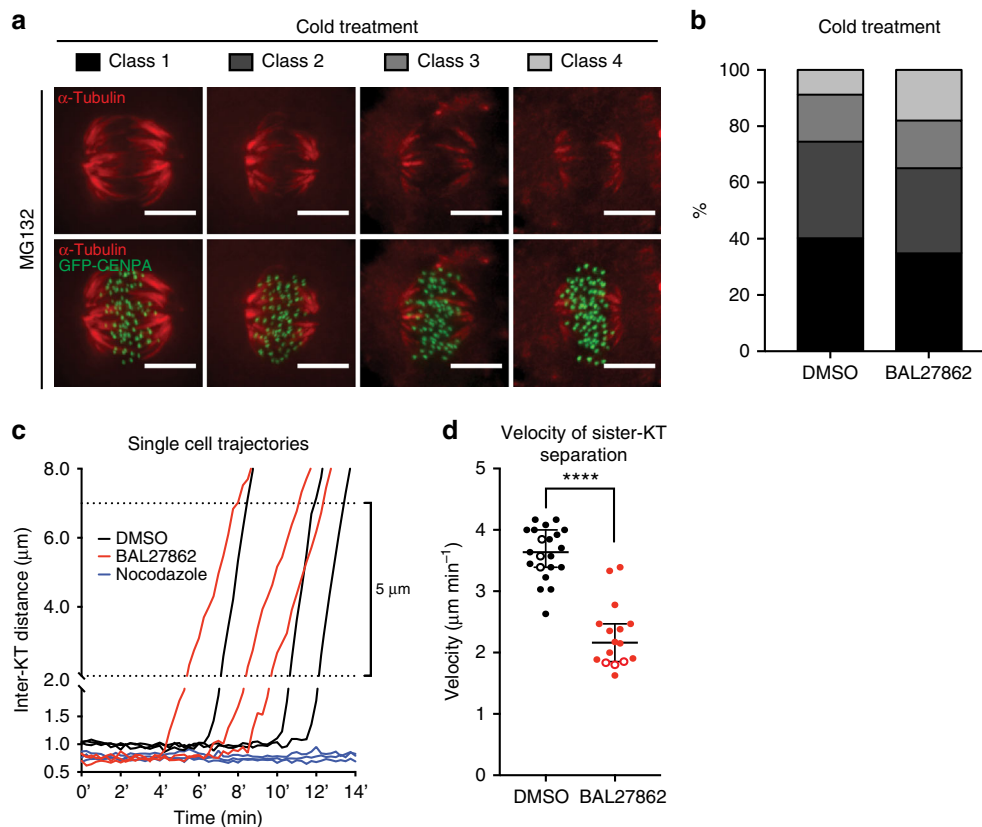 a
Cold treatment
Class 1 Class 2 Class 3 Class 4
MG132
α-Tubulin
α-Tubulin
GFP-CENPA
b
Cold treatment
100
80
60
40
20
0
%
DMSO BAL27862
c
Single cell trajectories
Inter-KT distance (μm)
8.0
6.0
4.0
2.0
1.5
1.0
0.5
DMSO
BAL27862
Nocodazole
5 μm
0' 2' 4' 6' 8' 10' 12' 14'
Time (min)
d
Velocity of sister-KT
separation
****
Velocity (μm min⁻¹)
5
4
3
2
1
0
DMSO BAL27862